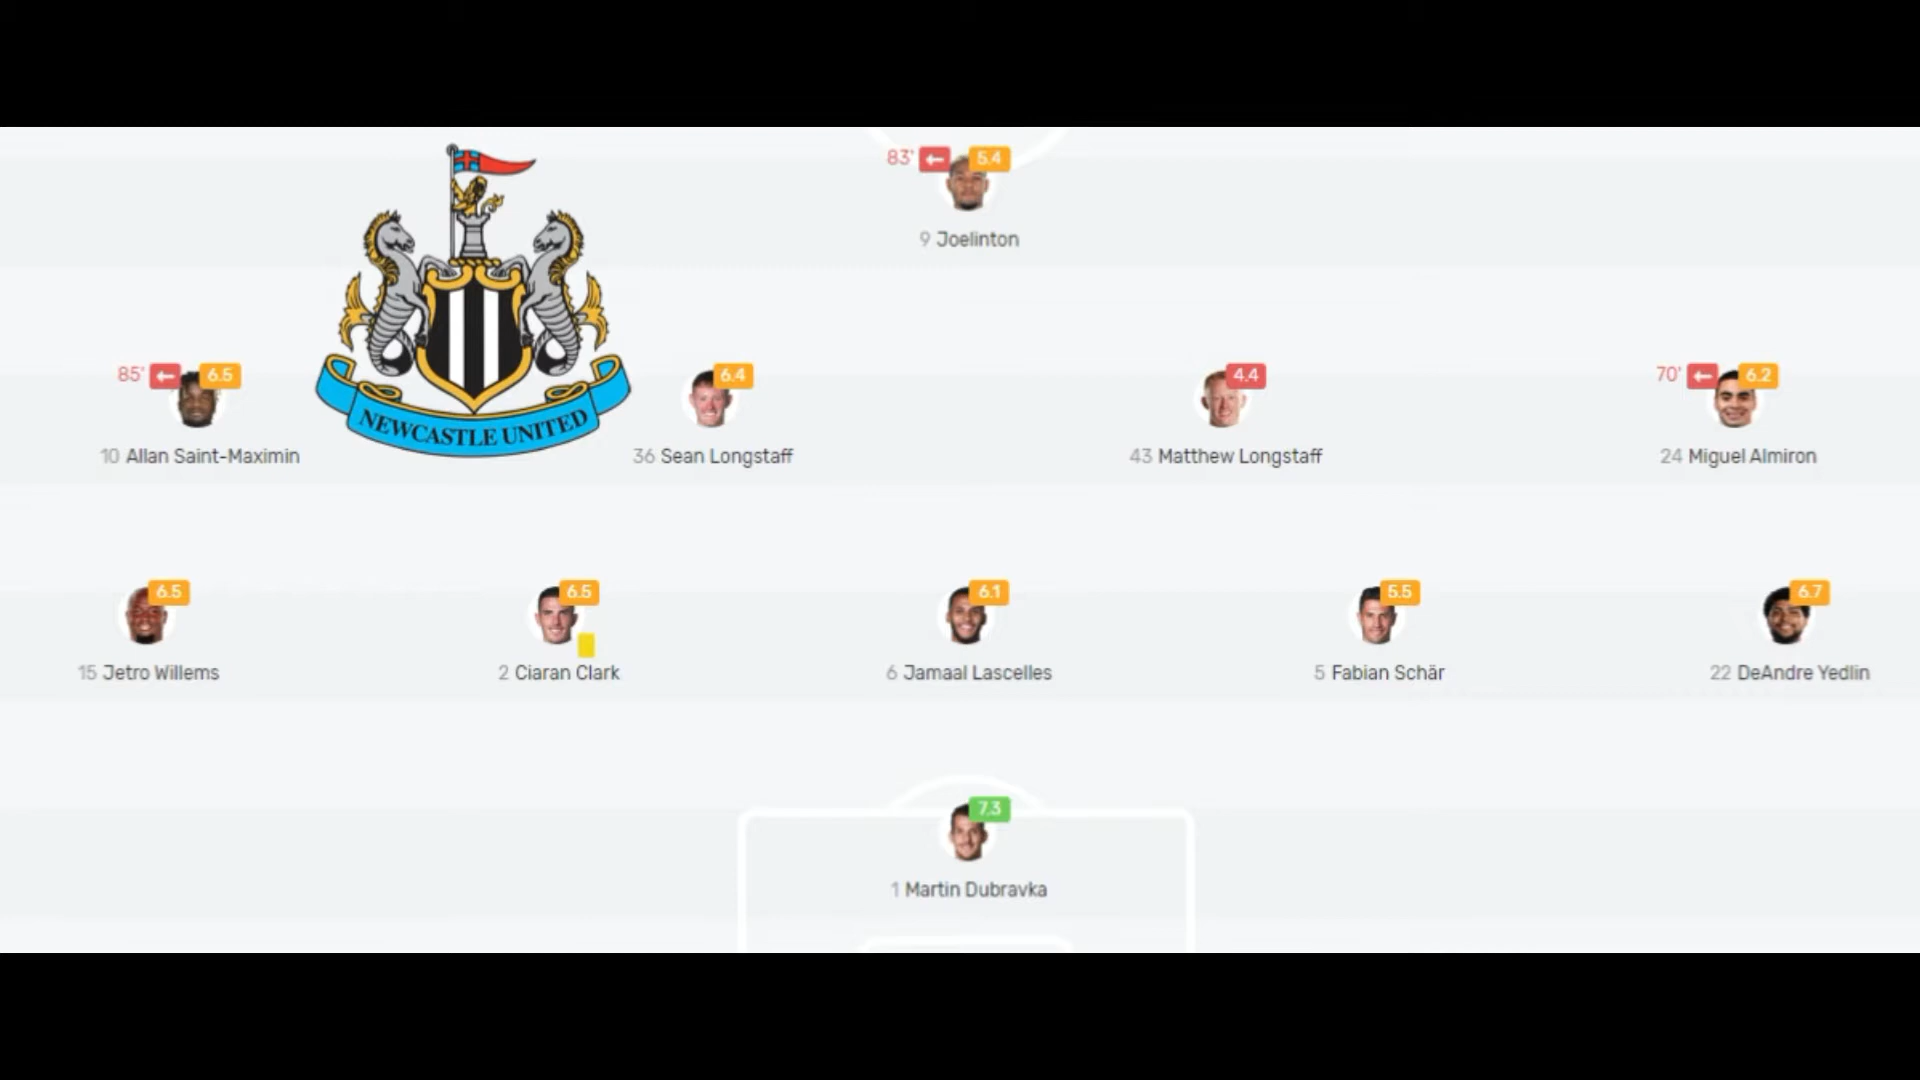 83' 5.4
9 Joelinton
NEWCASTLE UNITED
85' 6.5
6.4
4.4
70' 6.2
10 Allan Saint-Maximin
36 Sean Longstaff
43 Matthew Longstaff
24 Miguel Almiron
6.5
6.5
6.1
5.5
6.7
15 Jetro Willems
2 Ciaran Clark
6 Jamaal Lascelles
5 Fabian Schär
22 DeAndre Yedlin
7.3
1 Martin Dubravka